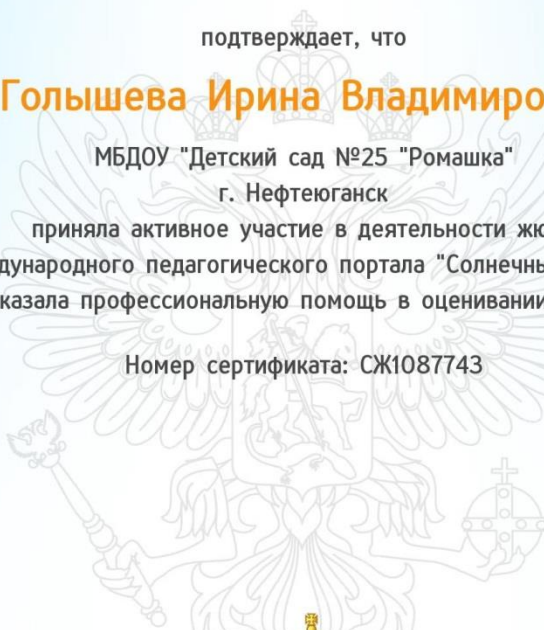 подтверждает, что
Голышева Ирина Владимиро
МБДОУ "Детский сад №25 "Ромашка"
г. Нефтеюганск
приняла активное участие в деятельности жю
дународного педагогического портала "Солнечны
казала профессиональную помощь в оценивании
Номер сертификата: СЖ1087743